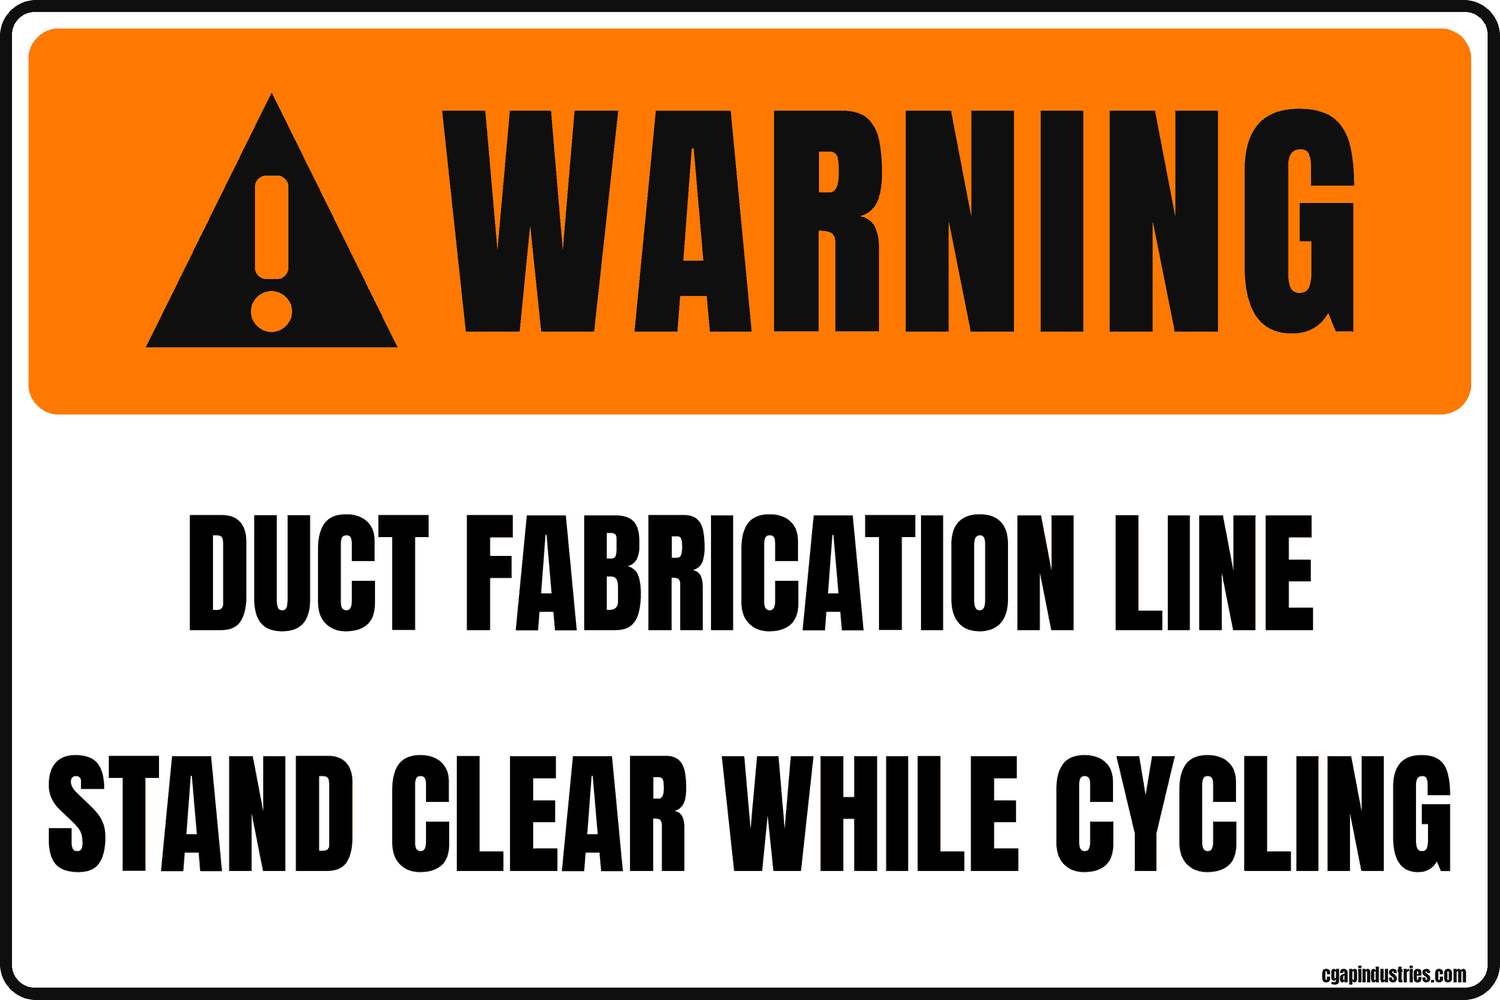 WARNING
DUCT FABRICATION LINE
STAND CLEAR WHILE CYCLING
cgapindustries.com